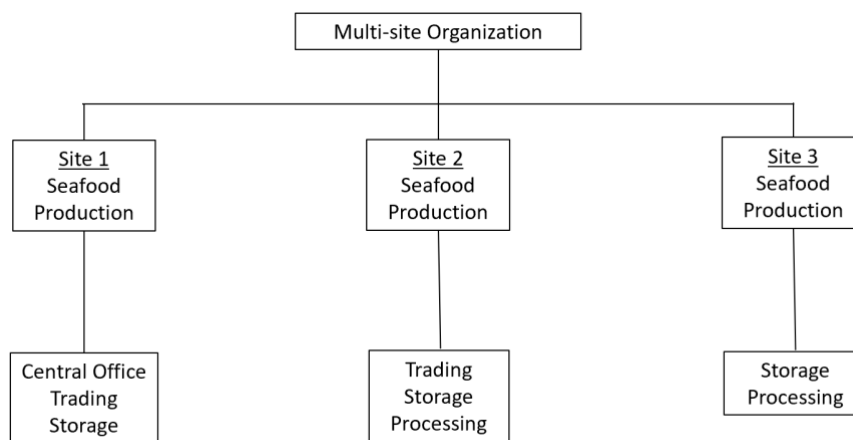 Multi-site Organization
Site 1
Seafood
Production
Site 2
Seafood
Production
Site 3
Seafood
Production
Central Office
Trading
Storage
Trading
Storage
Processing
Storage
Processing